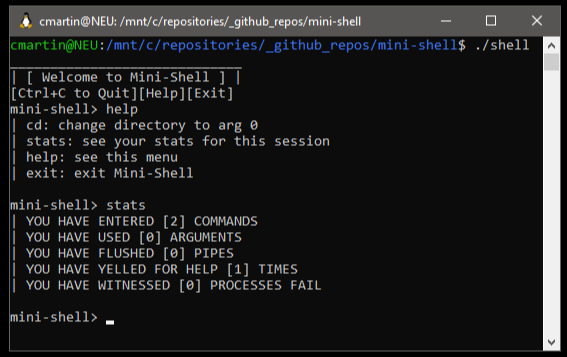 cmartin@NEU: /mnt/c/repositories/_github_repos/mini-shell
cmartin@NEU:/mnt/c/repositories/_github_repos/mini-shell$ ./shell
_____________________________
| [ Welcome to Mini-Shell ] |
[Ctrl+C to Quit][Help][Exit]
mini-shell> help
| cd: change directory to arg 0
| stats: see your stats for this session
| help: see this menu
| exit: exit Mini-Shell
mini-shell> stats
| YOU HAVE ENTERED [2] COMMANDS
| YOU HAVE USED [0] ARGUMENTS
| YOU HAVE FLUSHED [0] PIPES
| YOU HAVE YELLED FOR HELP [1] TIMES
| YOU HAVE WITNESSED [0] PROCESSES FAIL
mini-shell> _